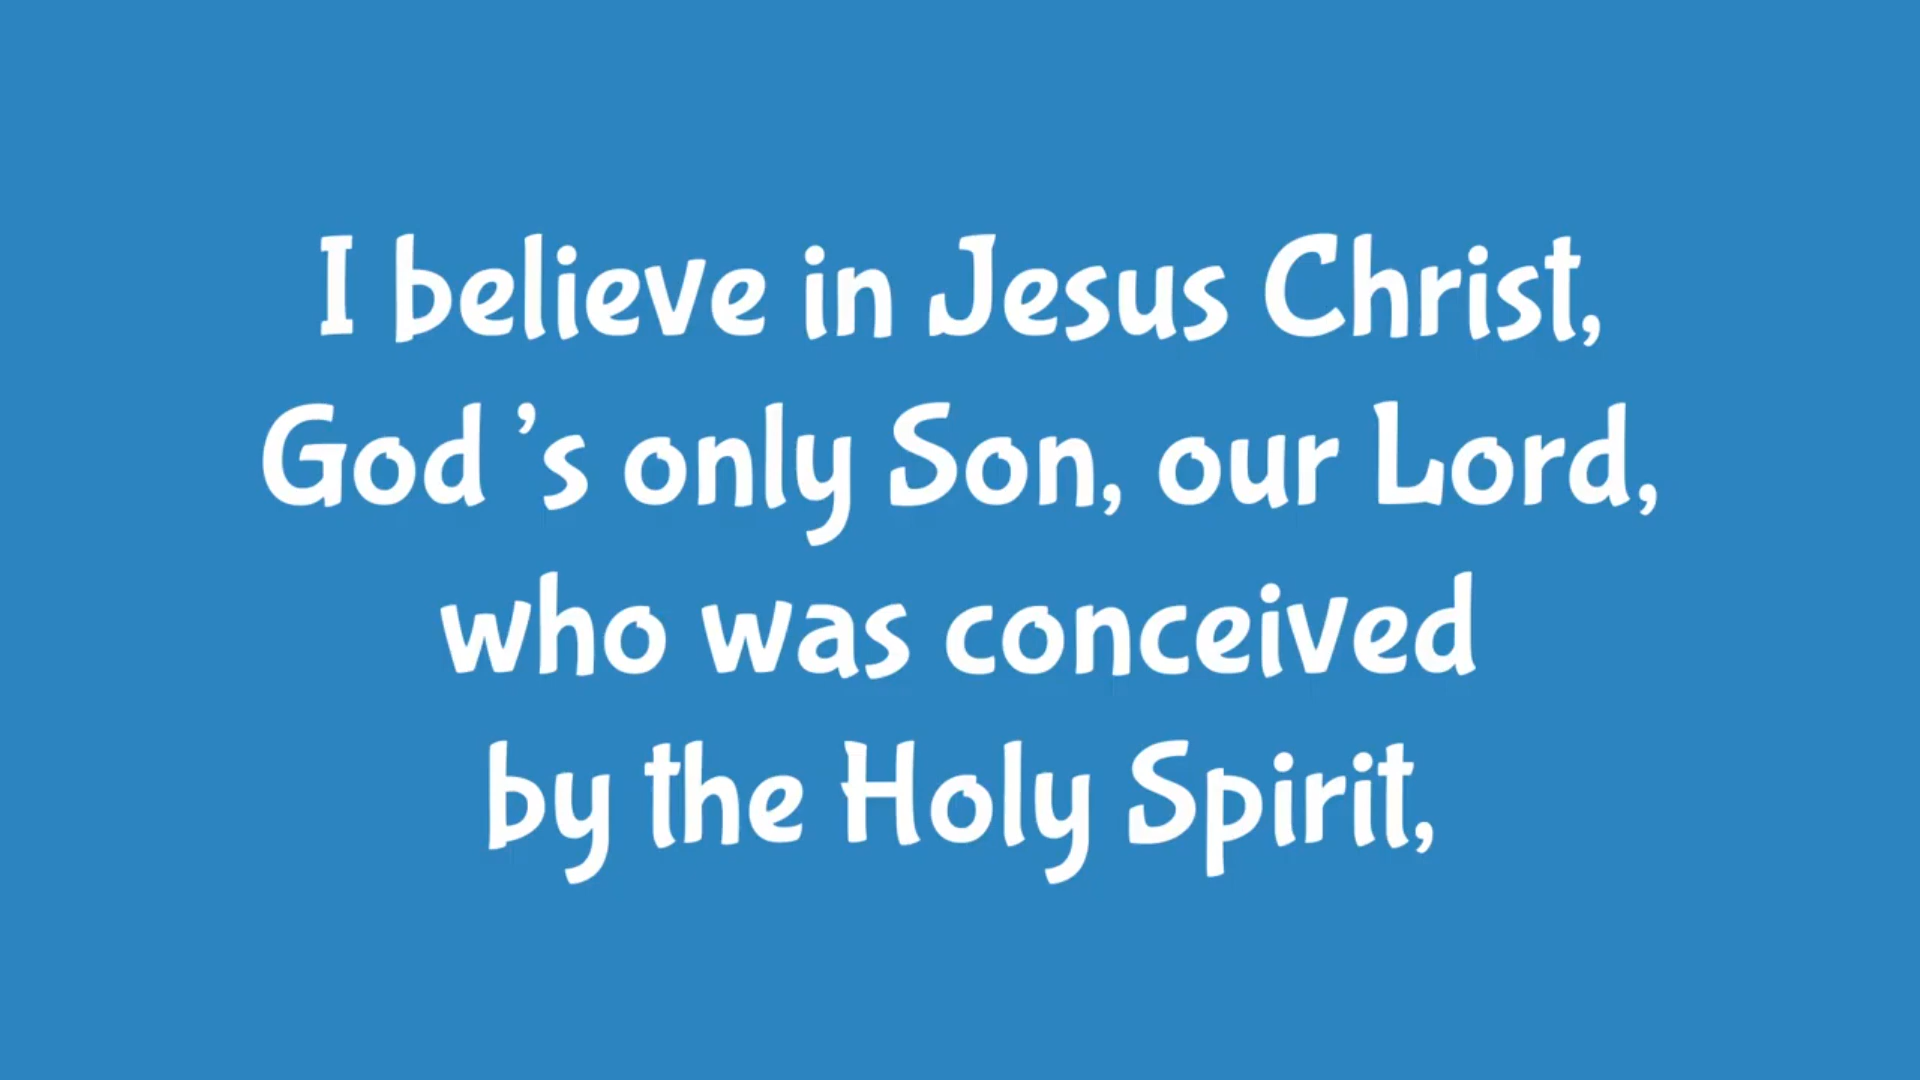 I believe in Jesus Christ,
God's only Son, our Lord,
who was conceived
by the Holy Spirit,